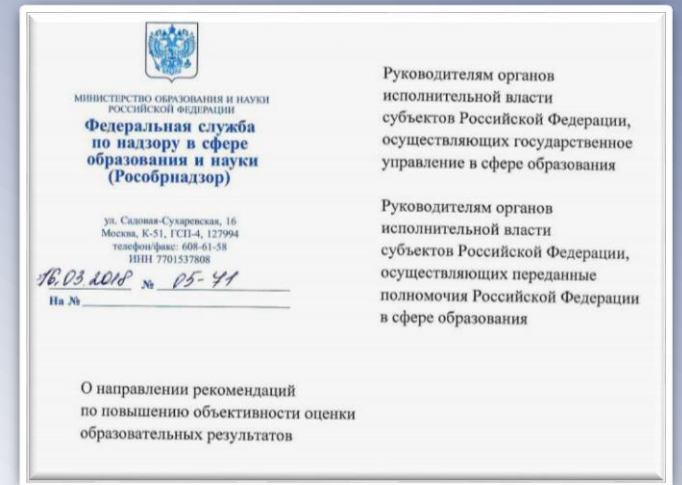 МИНИСТЕРСТВО ОБРАЗОВАНИЯ И НАУКИ
РОССИЙСКОЙ ФЕДЕРАЦИИ
Федеральная служба
по надзору в сфере
образования и науки
(Рособрнадзор)
ул. Садовая-Сухаревская, 16
Москва, К-51, ГСП-4, 127994
телефон/факс: 608-61-58
ИНН 7701537808
16.03.2018 № 05-71
На №
Руководителям органов
исполнительной власти
субъектов Российской Федерации,
осуществляющих государственное
управление в сфере образования
Руководителям органов
исполнительной власти
субъектов Российской Федерации,
осуществляющих переданные
полномочия Российской Федерации
в сфере образования
О направлении рекомендаций
по повышению объективности оценки
образовательных результатов